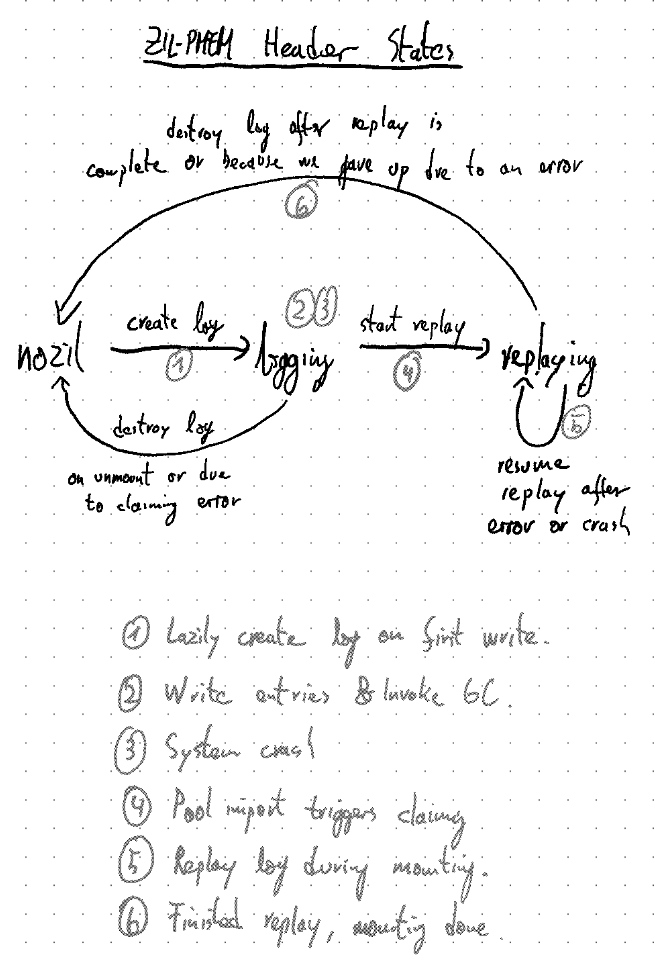 ZIL-PMEM Header States
destroy log after replay is
complete or because we gave up due to an error
6
2 3
create log
start replay
nozil
logging
replaying
1
4
5
destroy log
on unmount or due
to claiming error
resume
replay after
error or crash
1 Lazily create log on first write.
2 Write entries & Invoke GC.
3 System crash
4 Pool import triggers claiming
5 Replay log during mounting.
6 Finished replay, mounting done